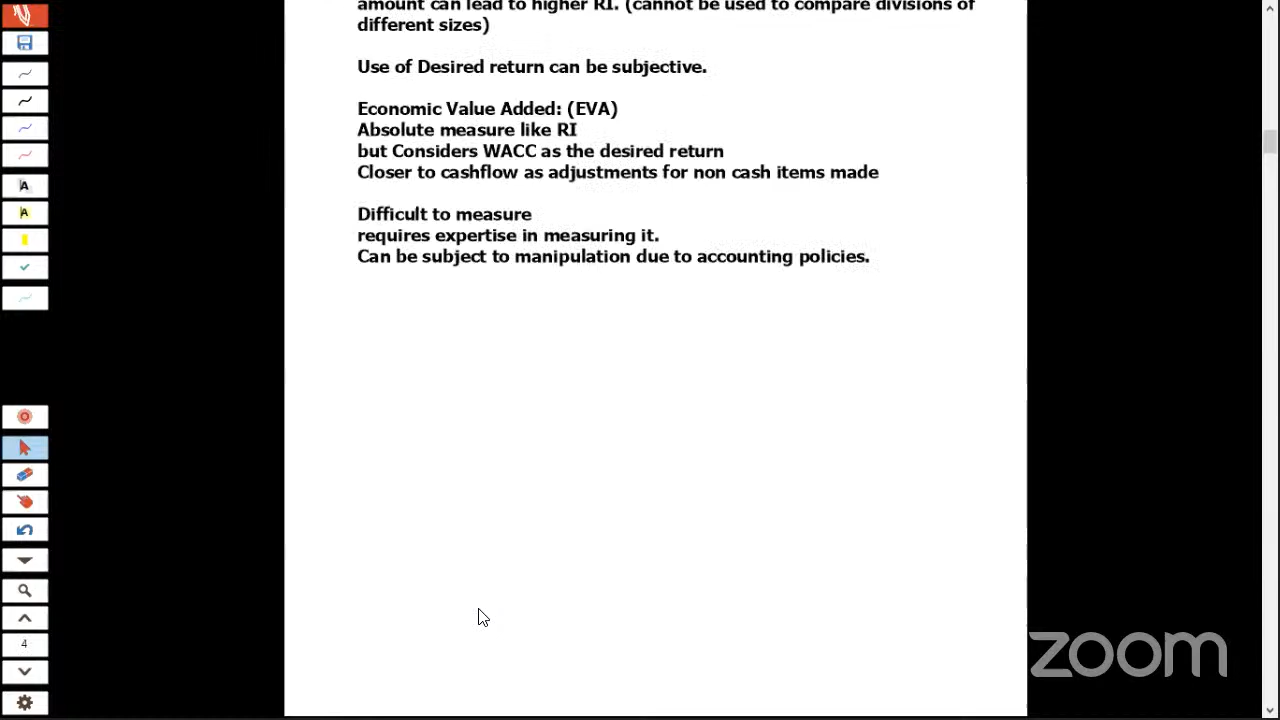 amount can lead to higher RI. (cannot be used to compare divisions of
different sizes)
Use of Desired return can be subjective.
Economic Value Added: (EVA)
Absolute measure like RI
but Considers WACC as the desired return
Closer to cashflow as adjustments for non cash items made
Difficult to measure
requires expertise in measuring it.
Can be subject to manipulation due to accounting policies.
A
A
4
zoom